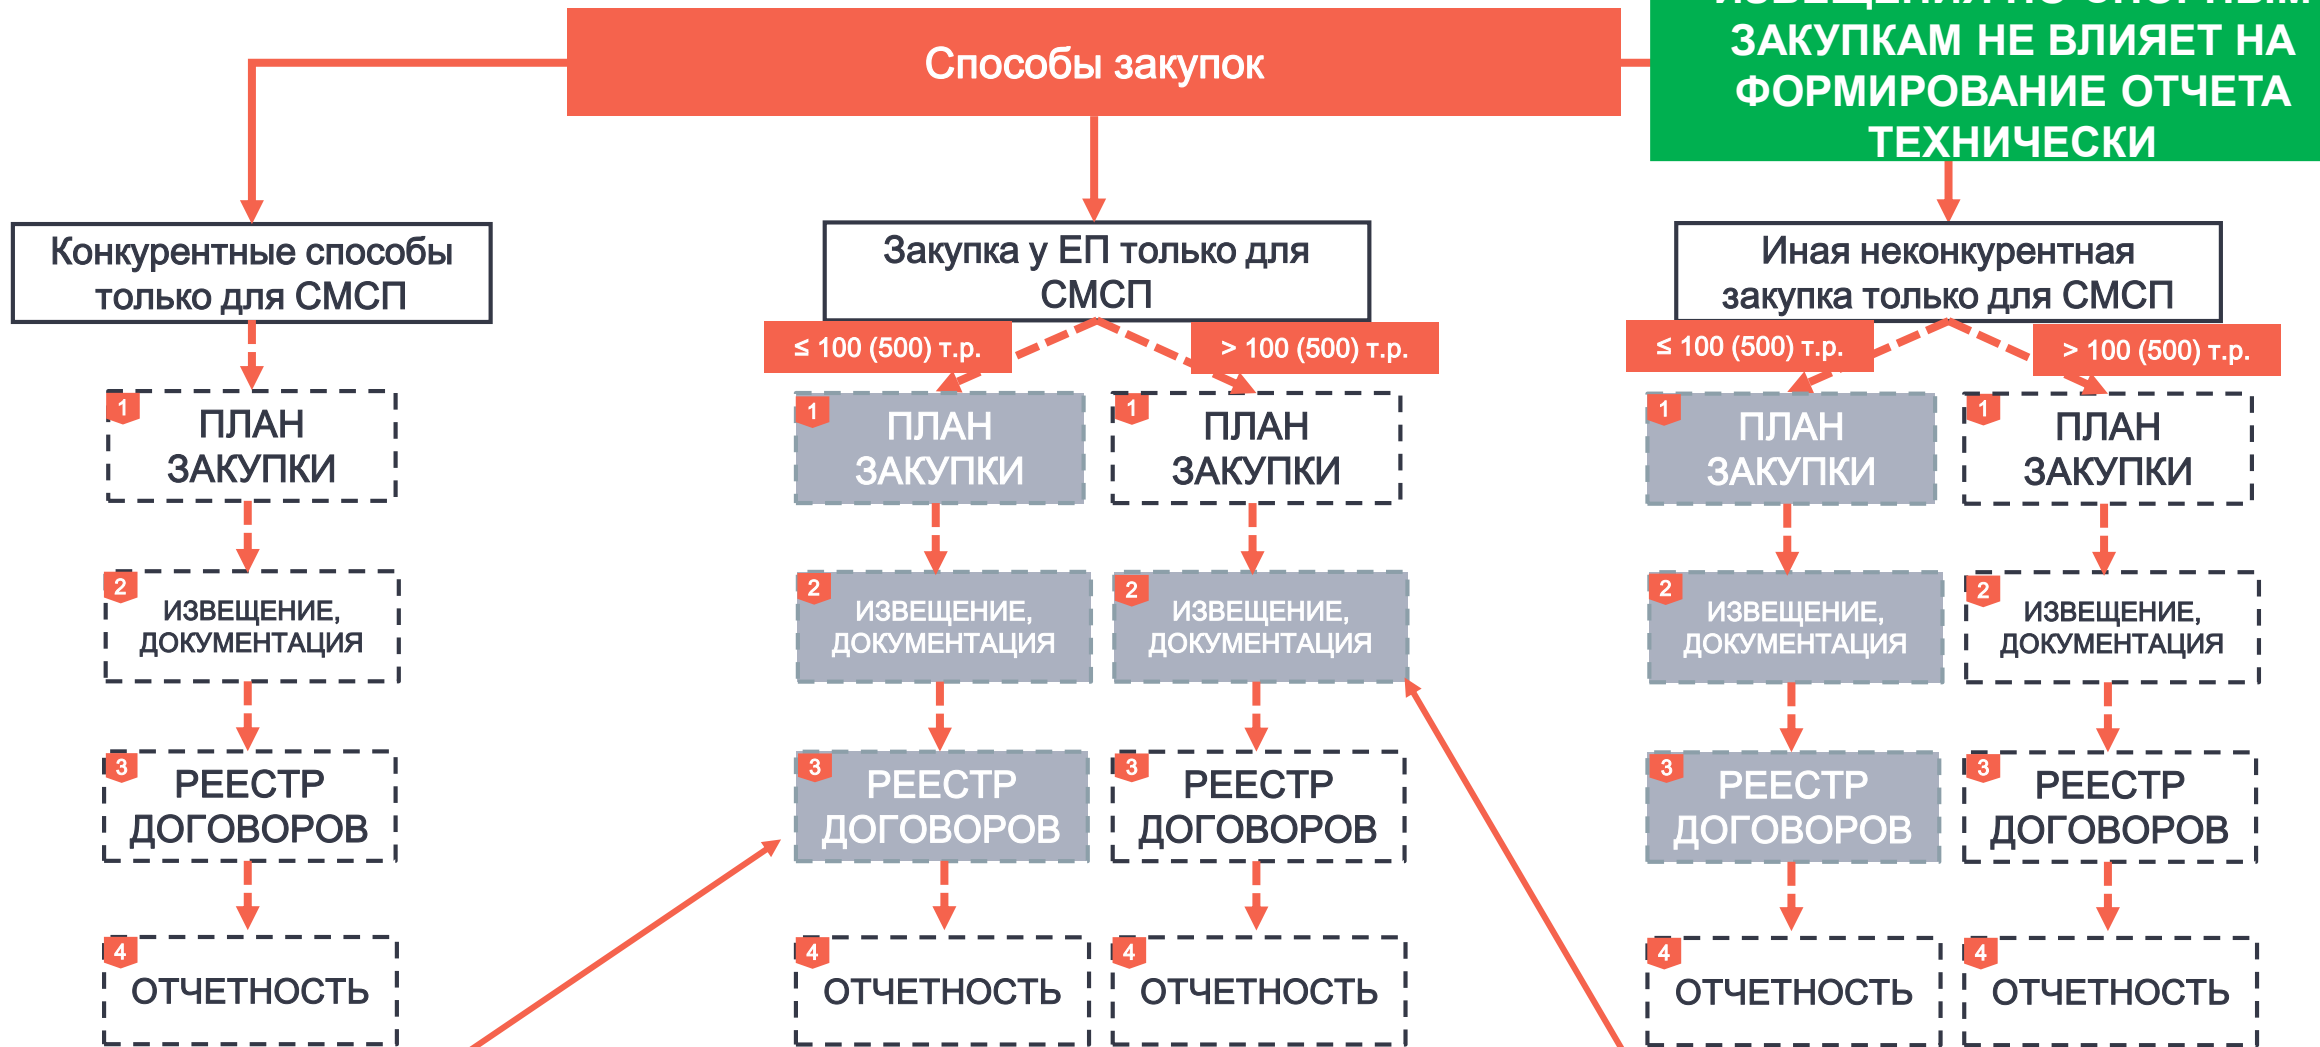 Способы закупок
ИЗВЕЩЕНИЯ ПО СПОРНЫМ
ЗАКУПКАМ НЕ ВЛИЯЕТ НА
ФОРМИРОВАНИЕ ОТЧЕТА
ТЕХНИЧЕСКИ
Конкурентные способы
только для СМСП
1
ПЛАН
ЗАКУПКИ
2
ИЗВЕЩЕНИЕ,
ДОКУМЕНТАЦИЯ
3
РЕЕСТР
ДОГОВОРОВ
4
ОТЧЕТНОСТЬ
Закупка у ЕП только для
СМСП
≤ 100 (500) т.р.
1
ПЛАН
ЗАКУПКИ
2
ИЗВЕЩЕНИЕ,
ДОКУМЕНТАЦИЯ
3
РЕЕСТР
ДОГОВОРОВ
4
ОТЧЕТНОСТЬ
> 100 (500) т.р.
1
ПЛАН
ЗАКУПКИ
2
ИЗВЕЩЕНИЕ,
ДОКУМЕНТАЦИЯ
3
РЕЕСТР
ДОГОВОРОВ
4
ОТЧЕТНОСТЬ
Иная неконкурентная
закупка только для СМСП
≤ 100 (500) т.р.
1
ПЛАН
ЗАКУПКИ
2
ИЗВЕЩЕНИЕ,
ДОКУМЕНТАЦИЯ
3
РЕЕСТР
ДОГОВОРОВ
4
ОТЧЕТНОСТЬ
> 100 (500) т.р.
1
ПЛАН
ЗАКУПКИ
2
ИЗВЕЩЕНИЕ,
ДОКУМЕНТАЦИЯ
3
РЕЕСТР
ДОГОВОРОВ
4
ОТЧЕТНОСТЬ